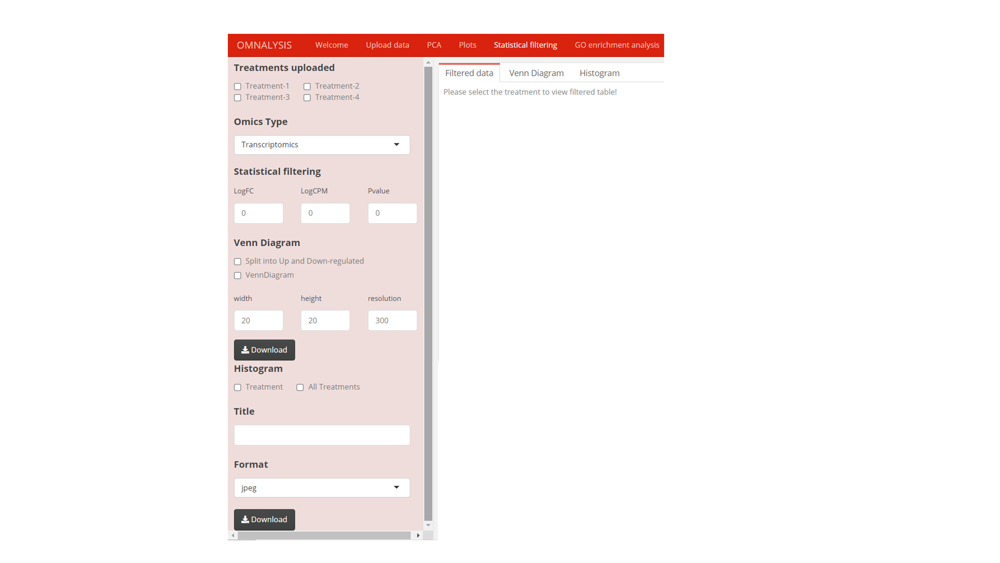 OMNALYSIS Welcome Upload data PCA Plots Statistical filtering GO enrichment analysis
Treatments uploaded
Treatment-1 Treatment-2
Treatment-3 Treatment-4
Omics Type
Transcriptomics
Statistical filtering
LogFC LogCPM Pvalue
0 0 0
Venn Diagram
Split into Up and Down-regulated
VennDiagram
width height resolution
20 20 300
Download
Histogram
Treatment All Treatments
Title
Format
jpeg
Download
Filtered data Venn Diagram Histogram
Please select the treatment to view filtered table!